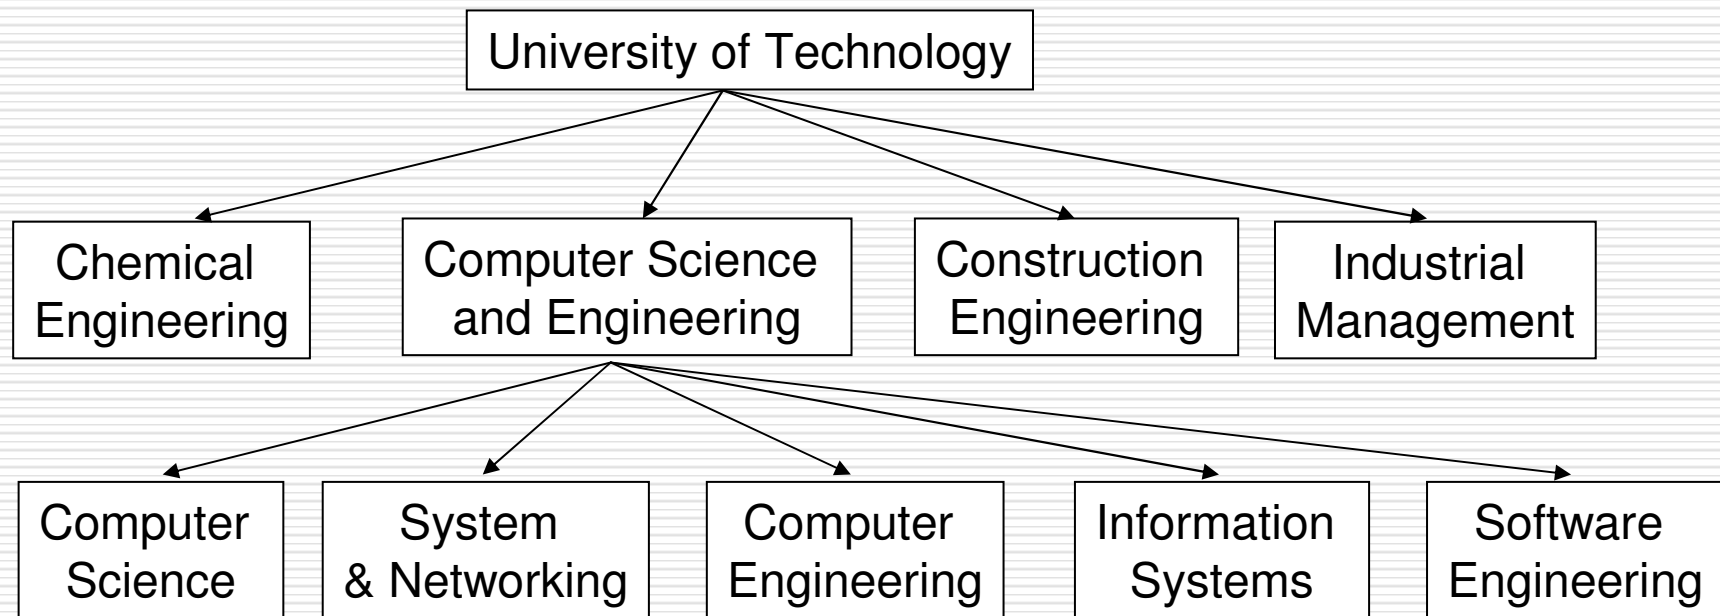 University of Technology
Chemical
Engineering
Computer Science
and Engineering
Construction
Engineering
Industrial
Management
Computer
Science
System
& Networking
Computer
Engineering
Information
Systems
Software
Engineering